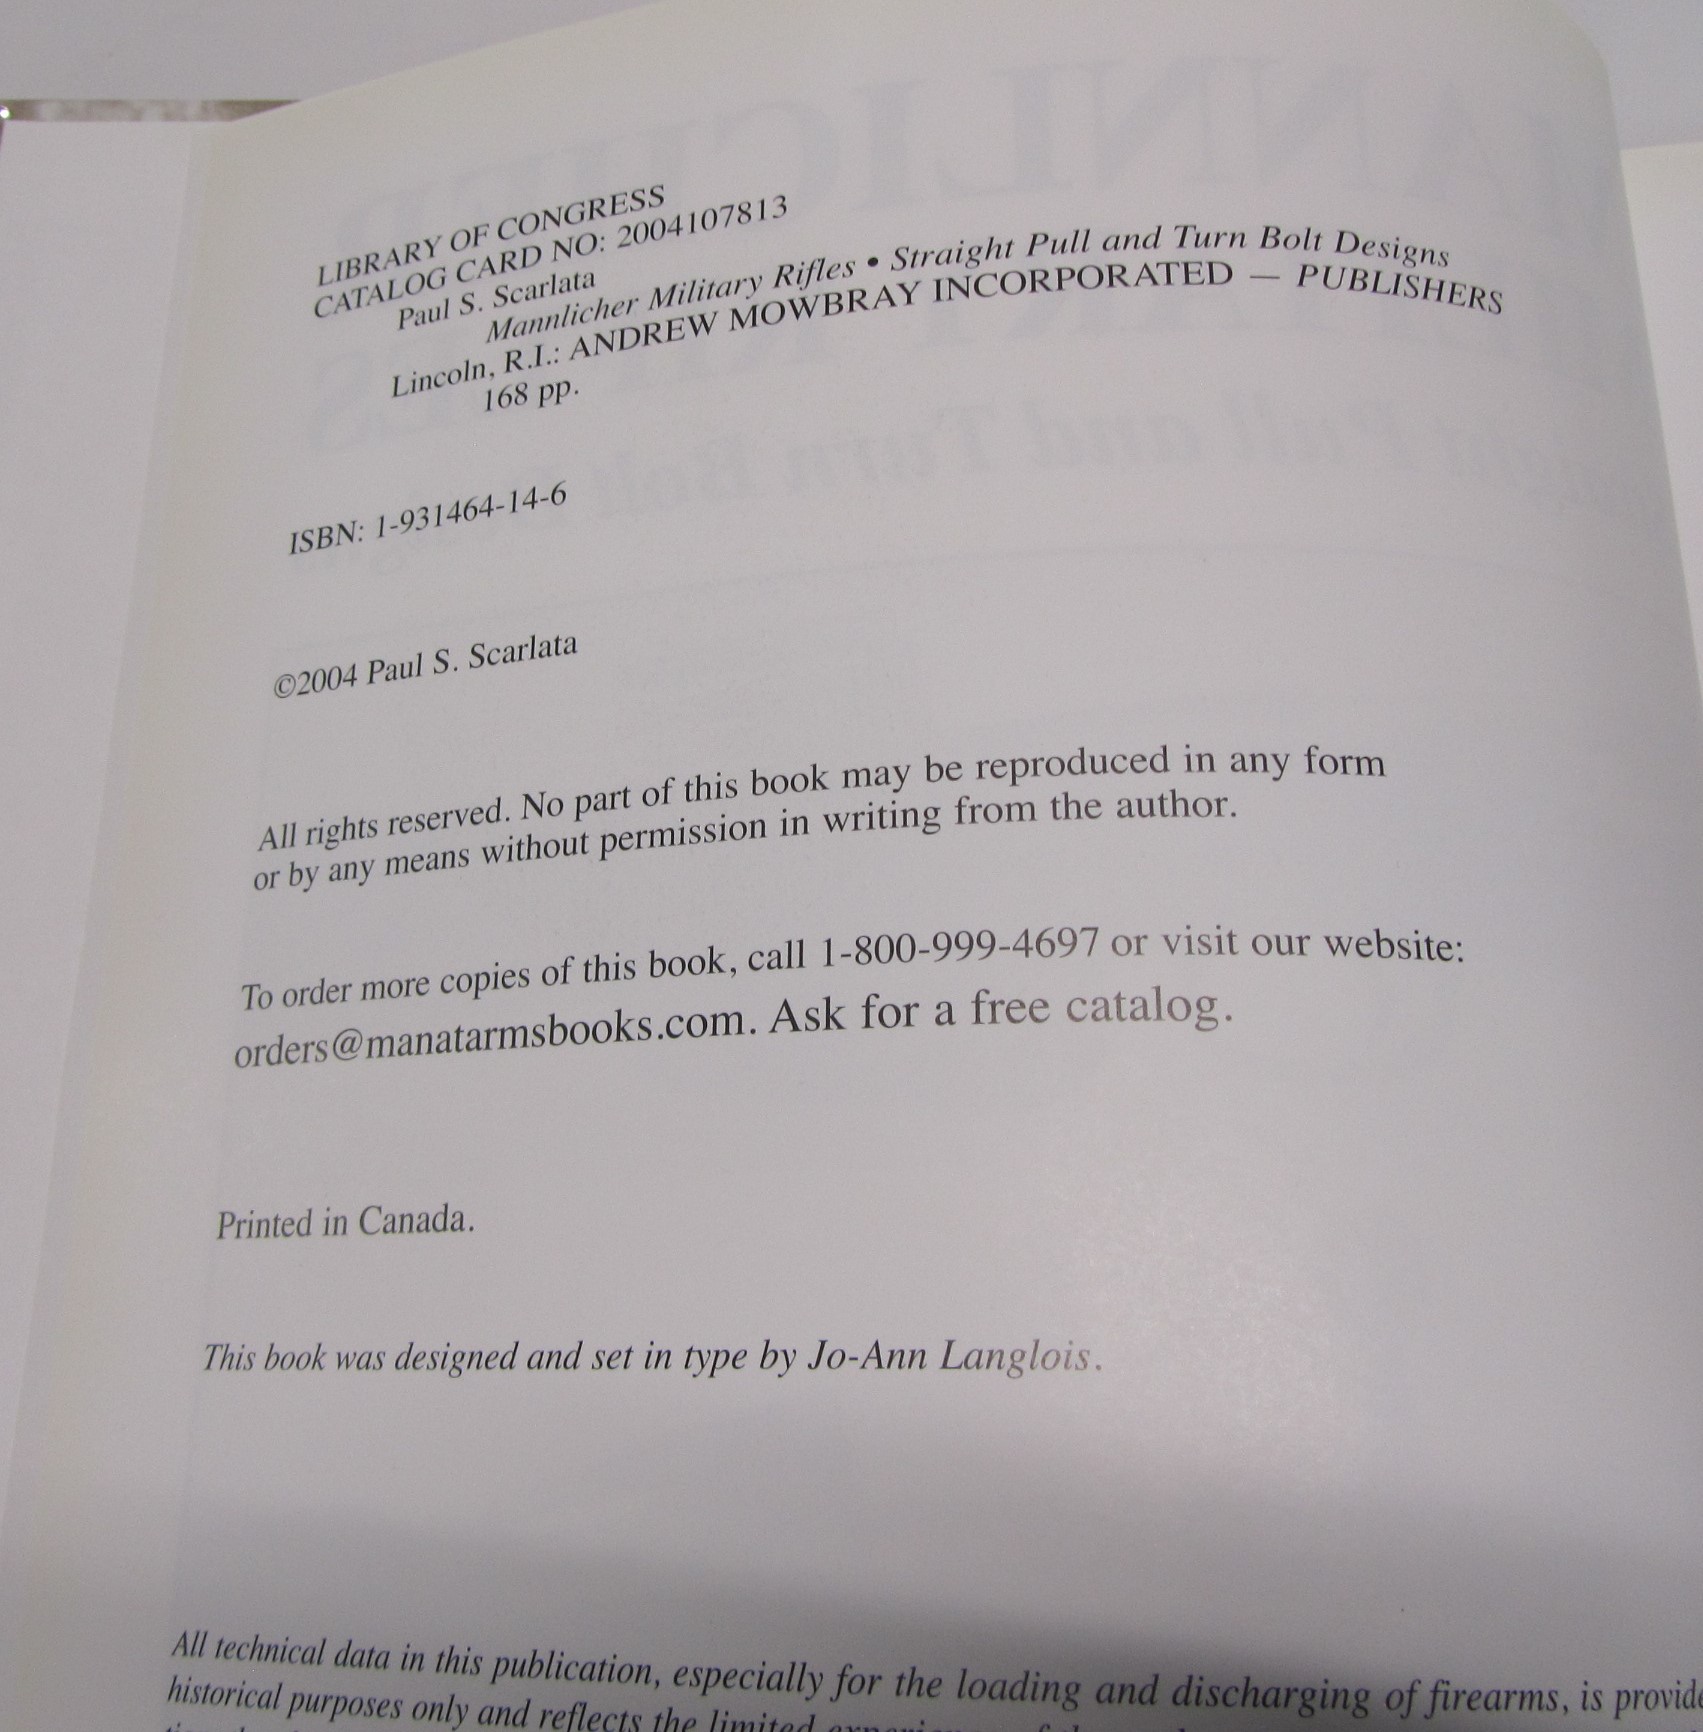 LIBRARY OF CONGRESS
CATALOG CARD NO: 2004107813
Paul S. Scarlata
Mannlicher Military Rifles • Straight Pull and Turn Bolt Designs
Lincoln, R.I.: ANDREW MOWBRAY INCORPORATED — PUBLISHERS
168 pp.
ISBN: 1-931464-14-6
©2004 Paul S. Scarlata
All rights reserved. No part of this book may be reproduced in any form
or by any means without permission in writing from the author.
To order more copies of this book, call 1-800-999-4697 or visit our website:
orders@manatarmsbooks.com. Ask for a free catalog.
Printed in Canada.
This book was designed and set in type by Jo-Ann Langlois.
All technical data in this publication, especially for the loading and discharging of firearms, is provide
historical purposes only and reflects the limited